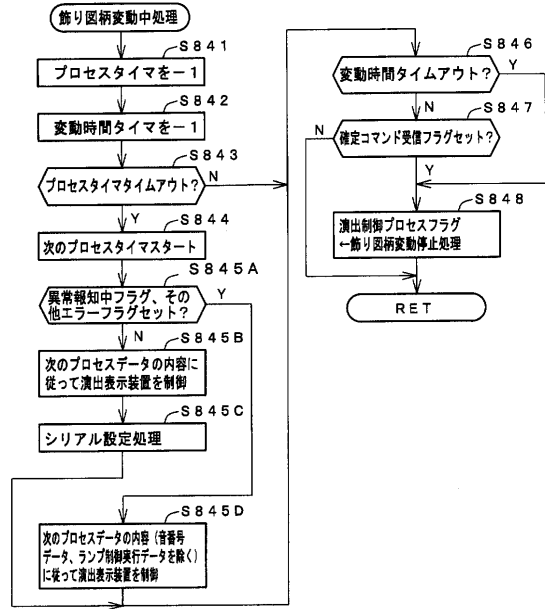 飾り図柄変動中処理
S841
プロセスタイマを−1
S842
変動時間タイマを−1
S843
プロセスタイマタイムアウト?
N
Y
S844
次のプロセスタイマスタート
S845A
異常報知中フラグ、その
他エラーフラグセット?
Y
N
S845B
次のプロセスデータの内容に
従って演出表示装置を制御
S845C
シリアル設定処理
S845D
次のプロセスデータの内容(音番号
データ、ランプ制御実行データを除く)
に従って演出表示装置を制御
S846
変動時間タイムアウト?
Y
N
S847
N
確定コマンド受信フラグセット?
Y
S848
演出制御プロセスフラグ
←飾り図柄変動停止処理
RET